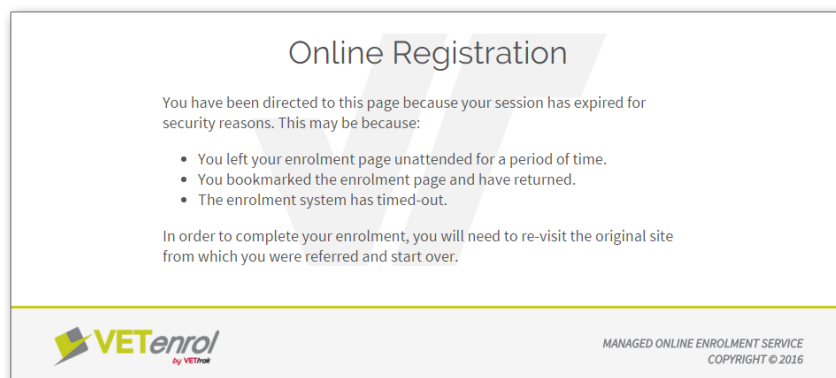 Online Registration
You have been directed to this page because your session has expired for
security reasons. This may be because:
• You left your enrolment page unattended for a period of time.
• You bookmarked the enrolment page and have returned.
• The enrolment system has timed-out.
In order to complete your enrolment, you will need to re-visit the original site
from which you were referred and start over.
VETenrol
by VETtrak
MANAGED ONLINE ENROLMENT SERVICE
COPYRIGHT © 2016